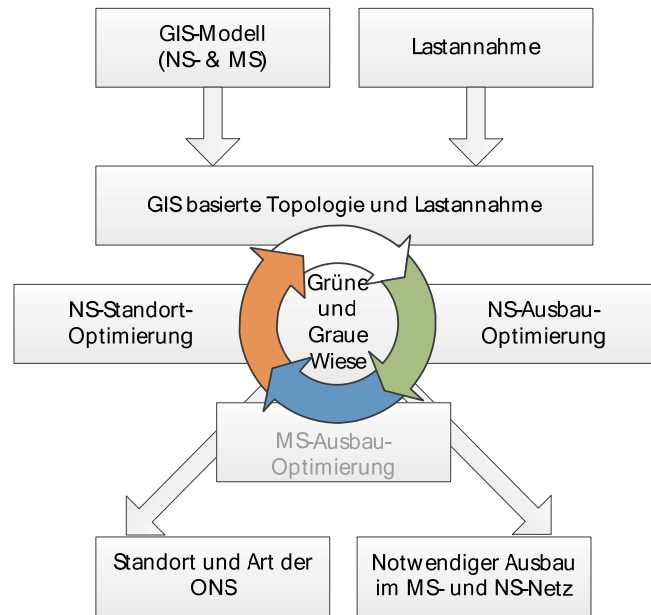 GIS-Modell
(NS- & MS)
Lastannahme
GIS basierte Topologie und Lastannahme
NS-Standort-
Optimierung
Grüne
und
Graue
Wiese
NS-Ausbau-
Optimierung
MS-Ausbau-
Optimierung
Standort und Art der
ONS
Notwendiger Ausbau
im MS- und NS-Netz